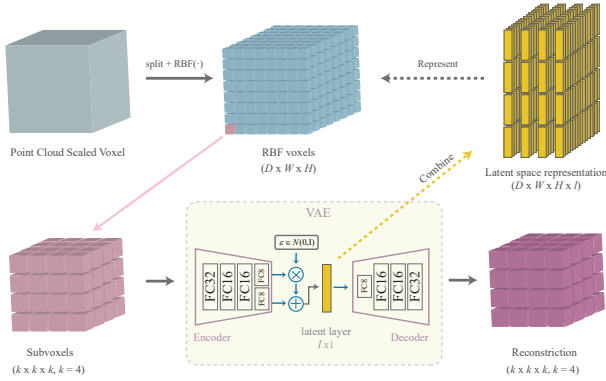 split + RBF(·)
Represent
Point Cloud Scaled Voxel
RBF voxels
(D x W x H)
Combine
Latent space representation
(D x W x H x l)
VAE
ε ∈ N(0,I)
FC32
FC16
FC16
FC8
FC8
FC8
FC16
FC16
FC32
Encoder
latent layer
l x1
Decoder
Subvoxels
(k x k x k, k = 4)
Reconstriction
(k x k x k, k = 4)